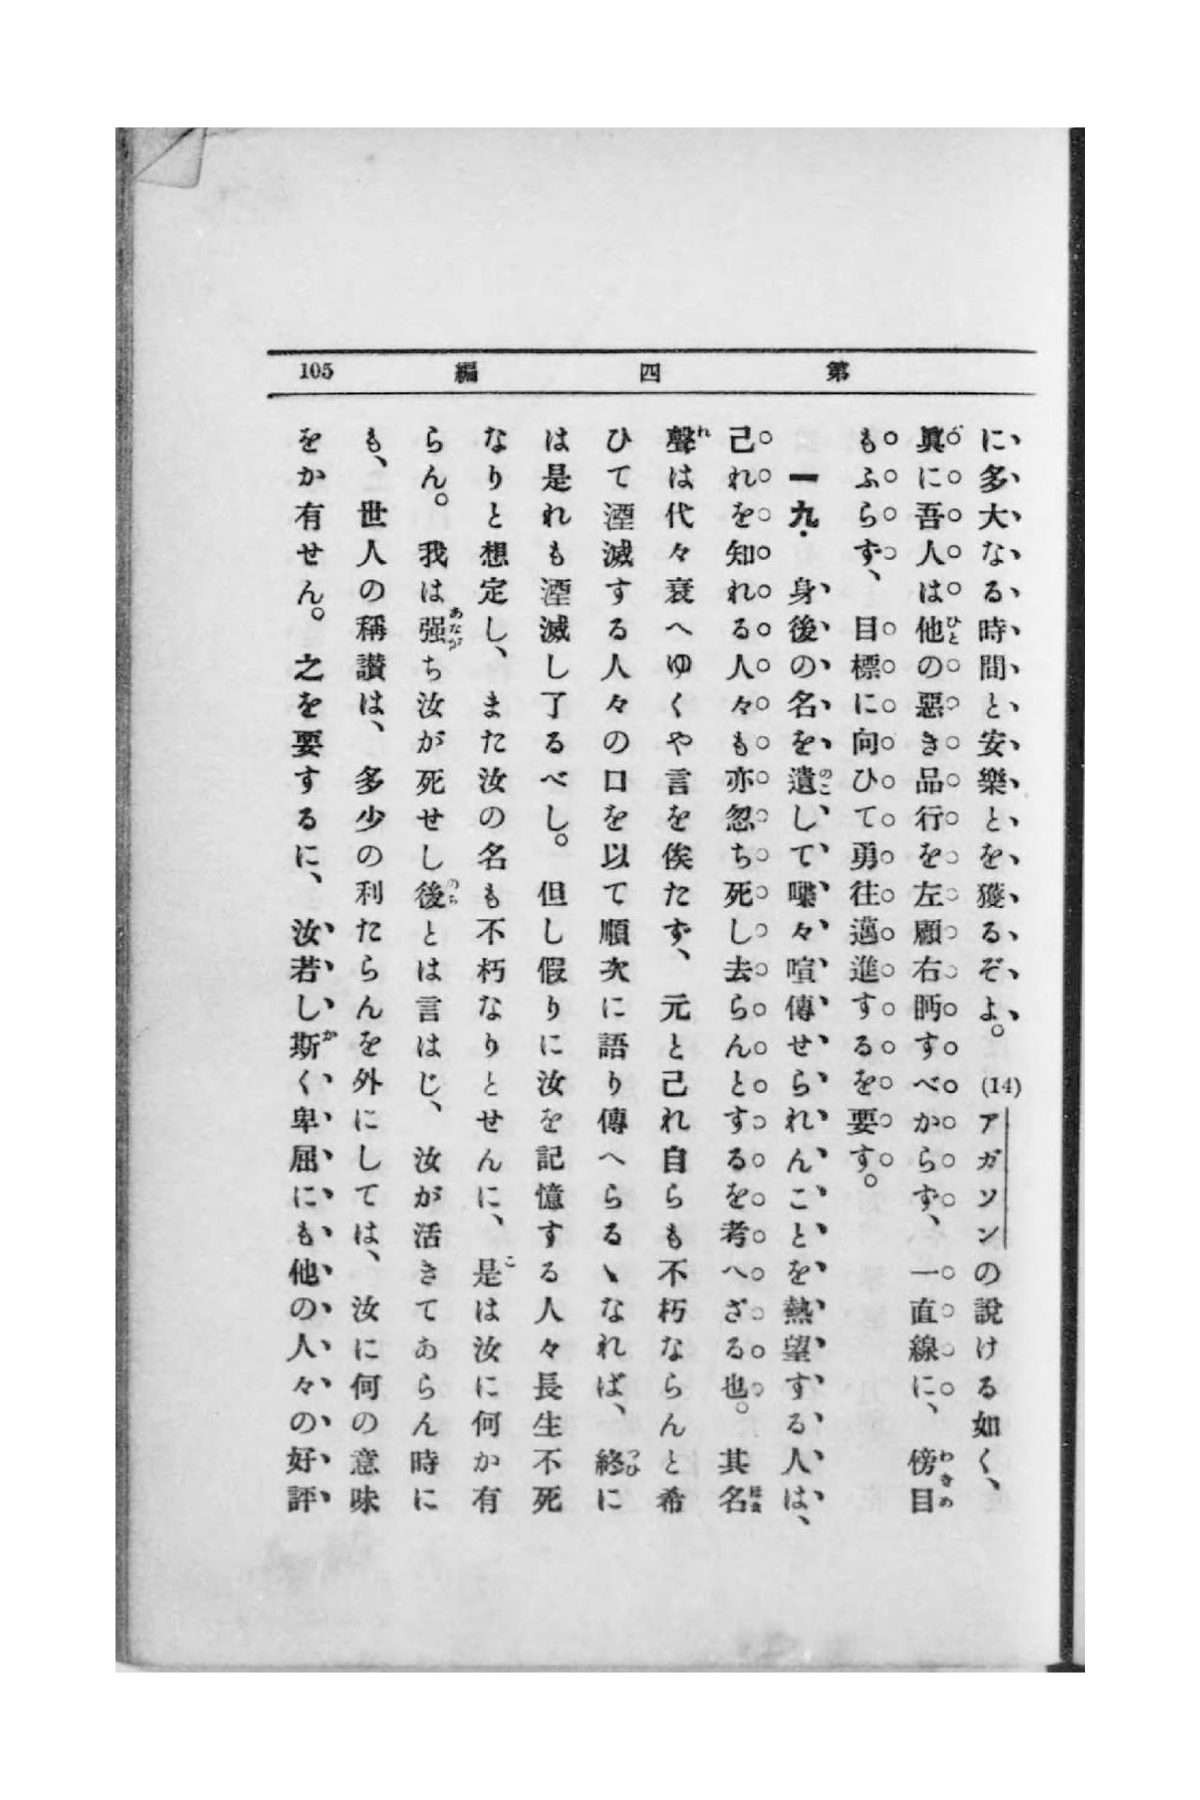 第四編 105
に多大なる時間と安樂とを獲るぞよ。(14)アガソンの說ける如く、
眞に吾人は他の惡き品行を左顧右眄すべからず、一直線に、傍目
もふらず、目標に向ひて勇往邁進するを要す。
一九. 身後の名を遺して喋々喧傳せられんことを熱望する人は、
己れを知れる人々も亦忽ち死し去らんとするを考へざる也。其名
聲は代々衰へゆくや言を俟たず、元と己れ自らも不朽ならんと希
ひて湮滅する人々の口を以て順次に語り傳へらるゝなれば、終に
は是れも湮滅し了るべし。但し假りに汝を記憶する人々長生不死
なりと想定し、また汝の名も不朽なりとせんに、是は汝に何か有
らん。我は强ち汝が死せし後とは言はじ、汝が活きてあらん時に
も、世人の稱讃は、多少の利たらんを外にしては、汝に何の意味
をか有せん。之を要するに、汝若し斯く卑屈にも他の人々の好評